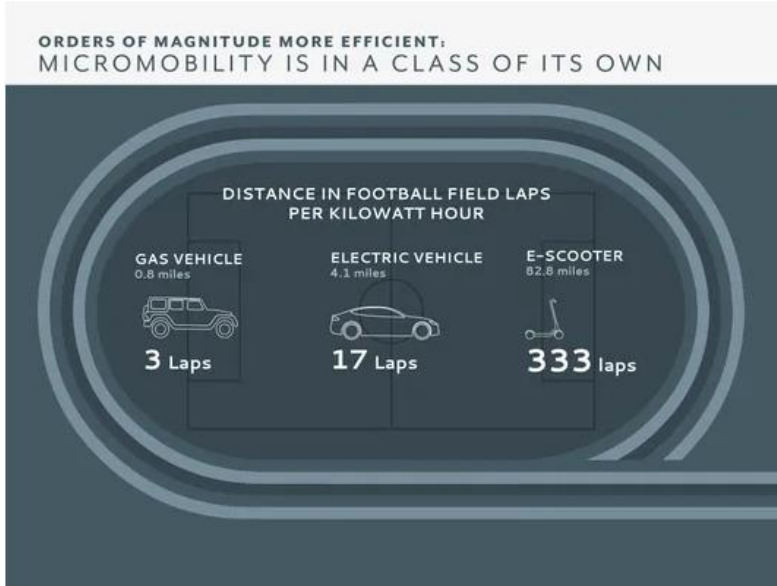 ORDERS OF MAGNITUDE MORE EFFICIENT:
MICROMOBILITY IS IN A CLASS OF ITS OWN
DISTANCE IN FOOTBALL FIELD LAPS
PER KILOWATT HOUR
GAS VEHICLE
0.8 miles
3 Laps
ELECTRIC VEHICLE
4.1 miles
17 Laps
E-SCOOTER
82.8 miles
333 laps